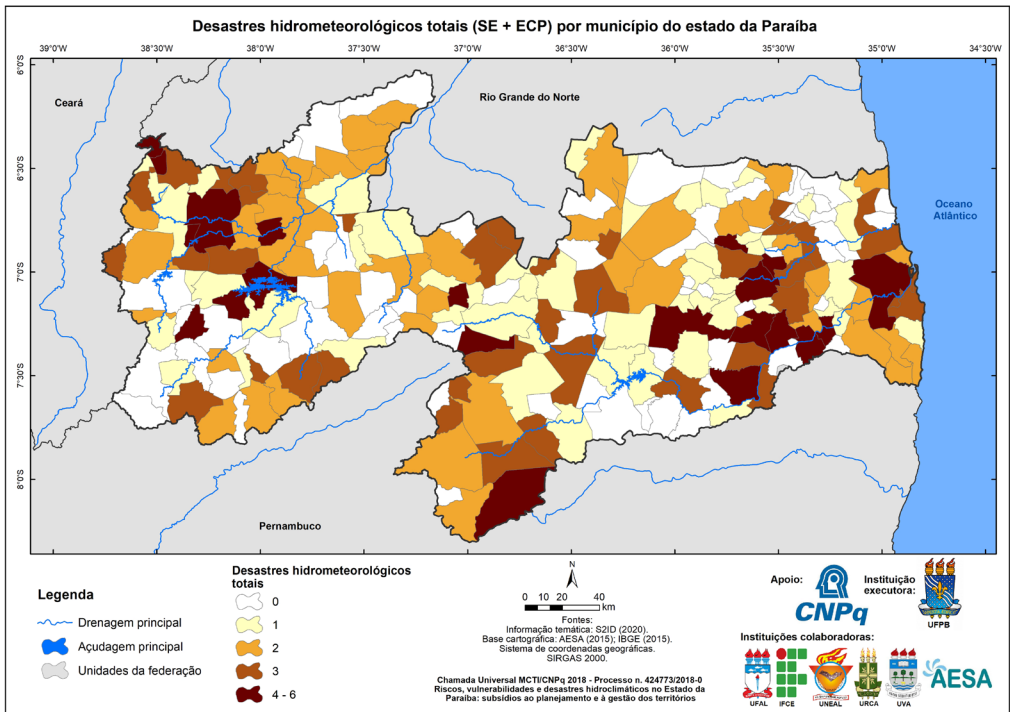 Desastres hidrometeorológicos totais (SE + ECP) por município do estado da Paraíba
39°0'W 38°30'W 38°0'W 37°30'W 37°0'W 36°30'W 36°0'W 35°30'W 35°0'W 34°30'W
6°0'S
Ceará
Rio Grande do Norte
6°30'S
Oceano
Atlântico
7°0'S
7°30'S
8°0'S
Pernambuco
Legenda
Drenagem principal
Açudagem principal
Unidades da federação
Desastres hidrometeorológicos
totais
0
1
2
3
4 - 6
N
0 10 20 40
km
Fontes:
Informação temática: S2ID (2020).
Base cartográfica: AESA (2015); IBGE (2015).
Sistema de coordenadas geográficas.
SIRGAS 2000.
Chamada Universal MCTI/CNPq 2018 - Processo n. 424773/2018-0
Riscos, vulnerabilidades e desastres hidroclimáticos no Estado da
Paraíba: subsídios ao planejamento e à gestão dos territórios
Apoio:
CNPq
Instituição
executora:
UFPB
Instituições colaboradoras:
UFAL
IFCE
UNEAL
URCA
UVA
AESA